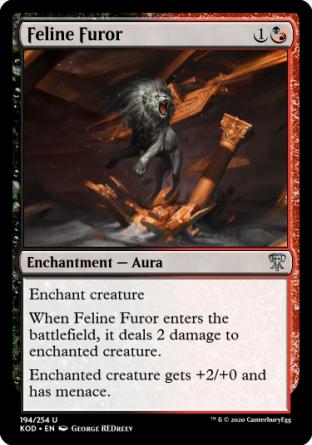 Feline Furor 1
Enchantment — Aura
Enchant creature
When Feline Furor enters the
battlefield, it deals 2 damage to
enchanted creature.
Enchanted creature gets +2/+0 and
has menace.
194/254 U
KOD • EN GEORGE REDREEV
™ & © 2020 CanterburyEgg